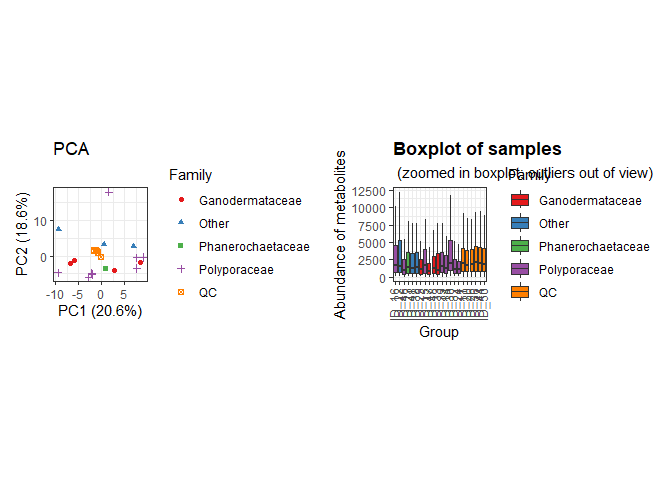 PCA
Family
Ganodermataceae
Other
Phanerochaetaceae
Polyporaceae
QC
PC2 (18.6%)
10
0
-10 -5 0 5
PC1 (20.6%)
Boxplot of samples
(zoomed in boxplot, outliers out of view)
Family
Ganodermataceae
Other
Phanerochaetaceae
Polyporaceae
QC
Abundance of metabolites
12500
10000
7500
5000
2500
0
Group